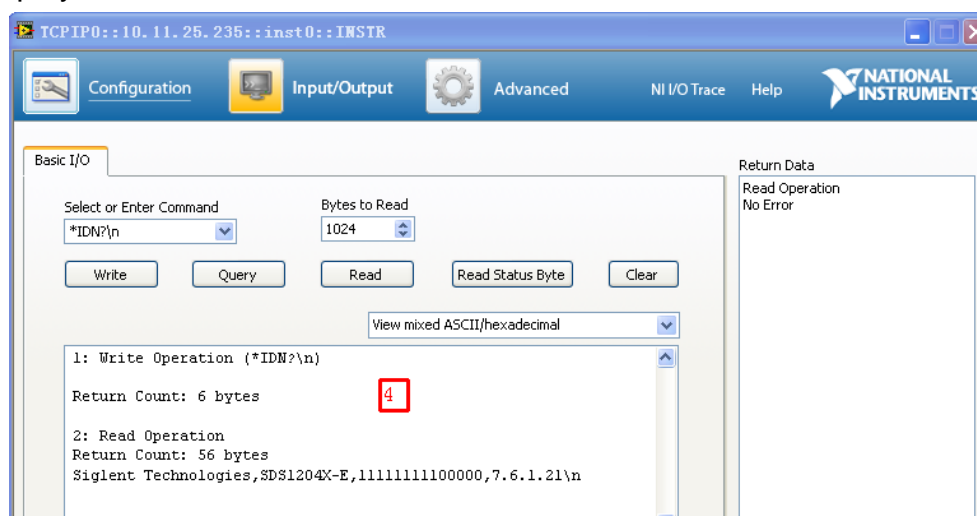 TCPIP0::10.11.25.235::inst0::INSTR
Configuration Input/Output Advanced NI I/O Trace Help NATIONAL INSTRUMENTS
Basic I/O
Return Data
Read Operation
No Error
Select or Enter Command Bytes to Read
*IDN?\n 1024
Write Query Read Read Status Byte Clear
View mixed ASCII/hexadecimal
1: Write Operation (*IDN?\n)
Return Count: 6 bytes
4
2: Read Operation
Return Count: 56 bytes
Siglent Technologies,SDS1204X-E,11111111100000,7.6.1.21\n